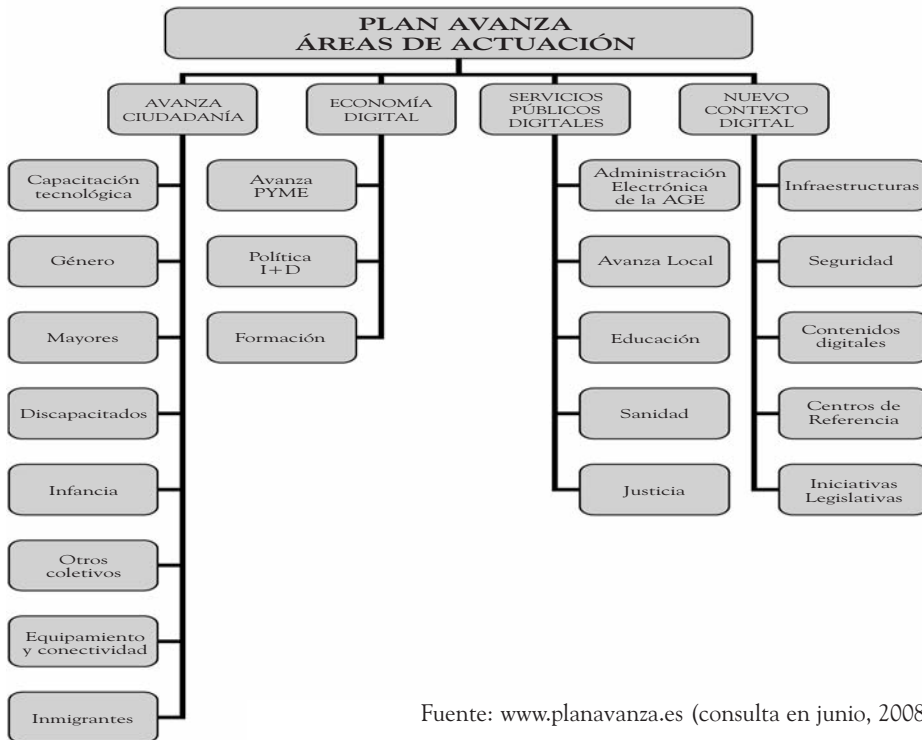 PLAN AVANZA
ÁREAS DE ACTUACIÓN
AVANZA
CIUDADANÍA
Capacitación
tecnológica
Género
Mayores
Discapacitados
Infancia
Otros
coletivos
Equipamiento
y conectividad
Inmigrantes
ECONOMÍA
DIGITAL
Avanza
PYME
Política
I+D
Formación
SERVICIOS
PÚBLICOS
DIGITALES
Administración
Electrónica
de la AGE
Avanza Local
Educación
Sanidad
Justicia
NUEVO
CONTEXTO
DIGITAL
Infraestructuras
Seguridad
Contenidos
digitales
Centros de
Referencia
Iniciativas
Legislativas
Fuente: www.planavanza.es (consulta en junio, 2008